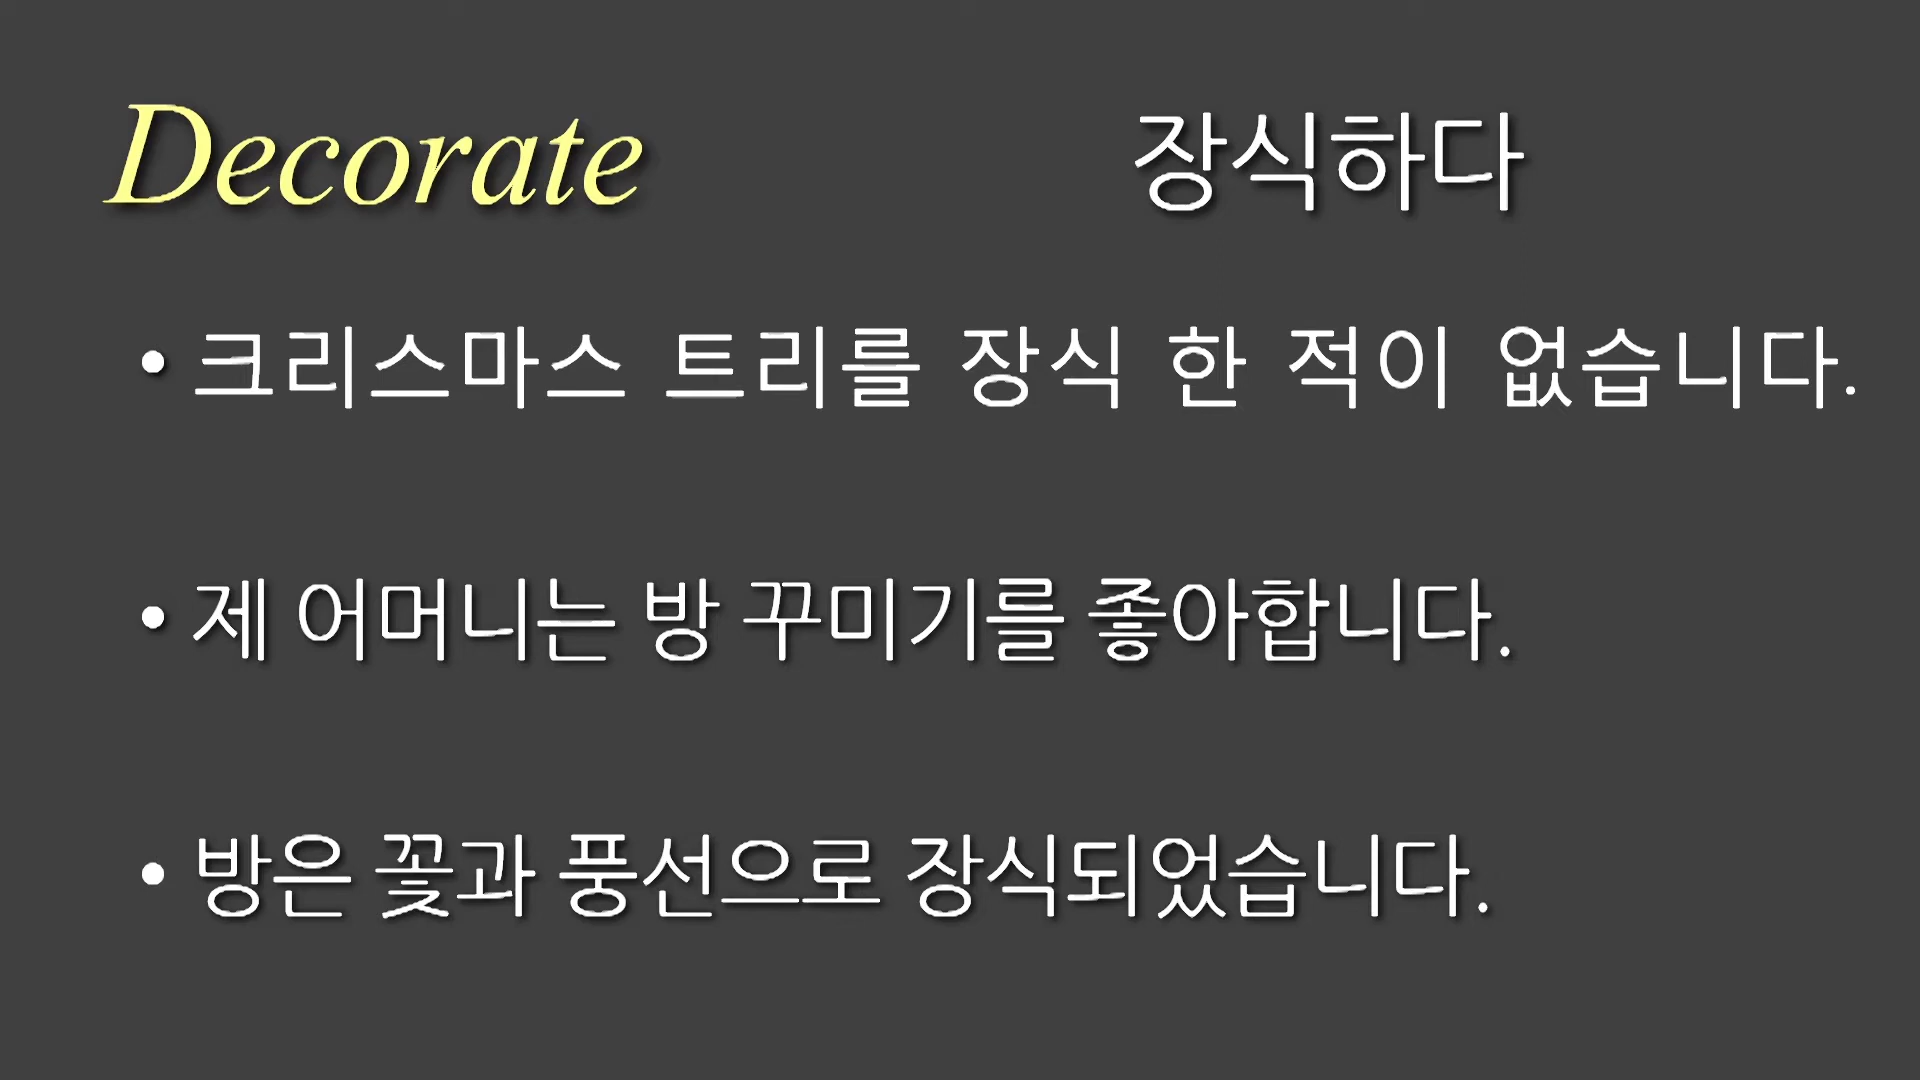 Decorate 장식하다
• 크리스마스 트리를 장식 한 적이 없습니다.
• 제 어머니는 방 꾸미기를 좋아합니다.
• 방은 꽃과 풍선으로 장식되었습니다.